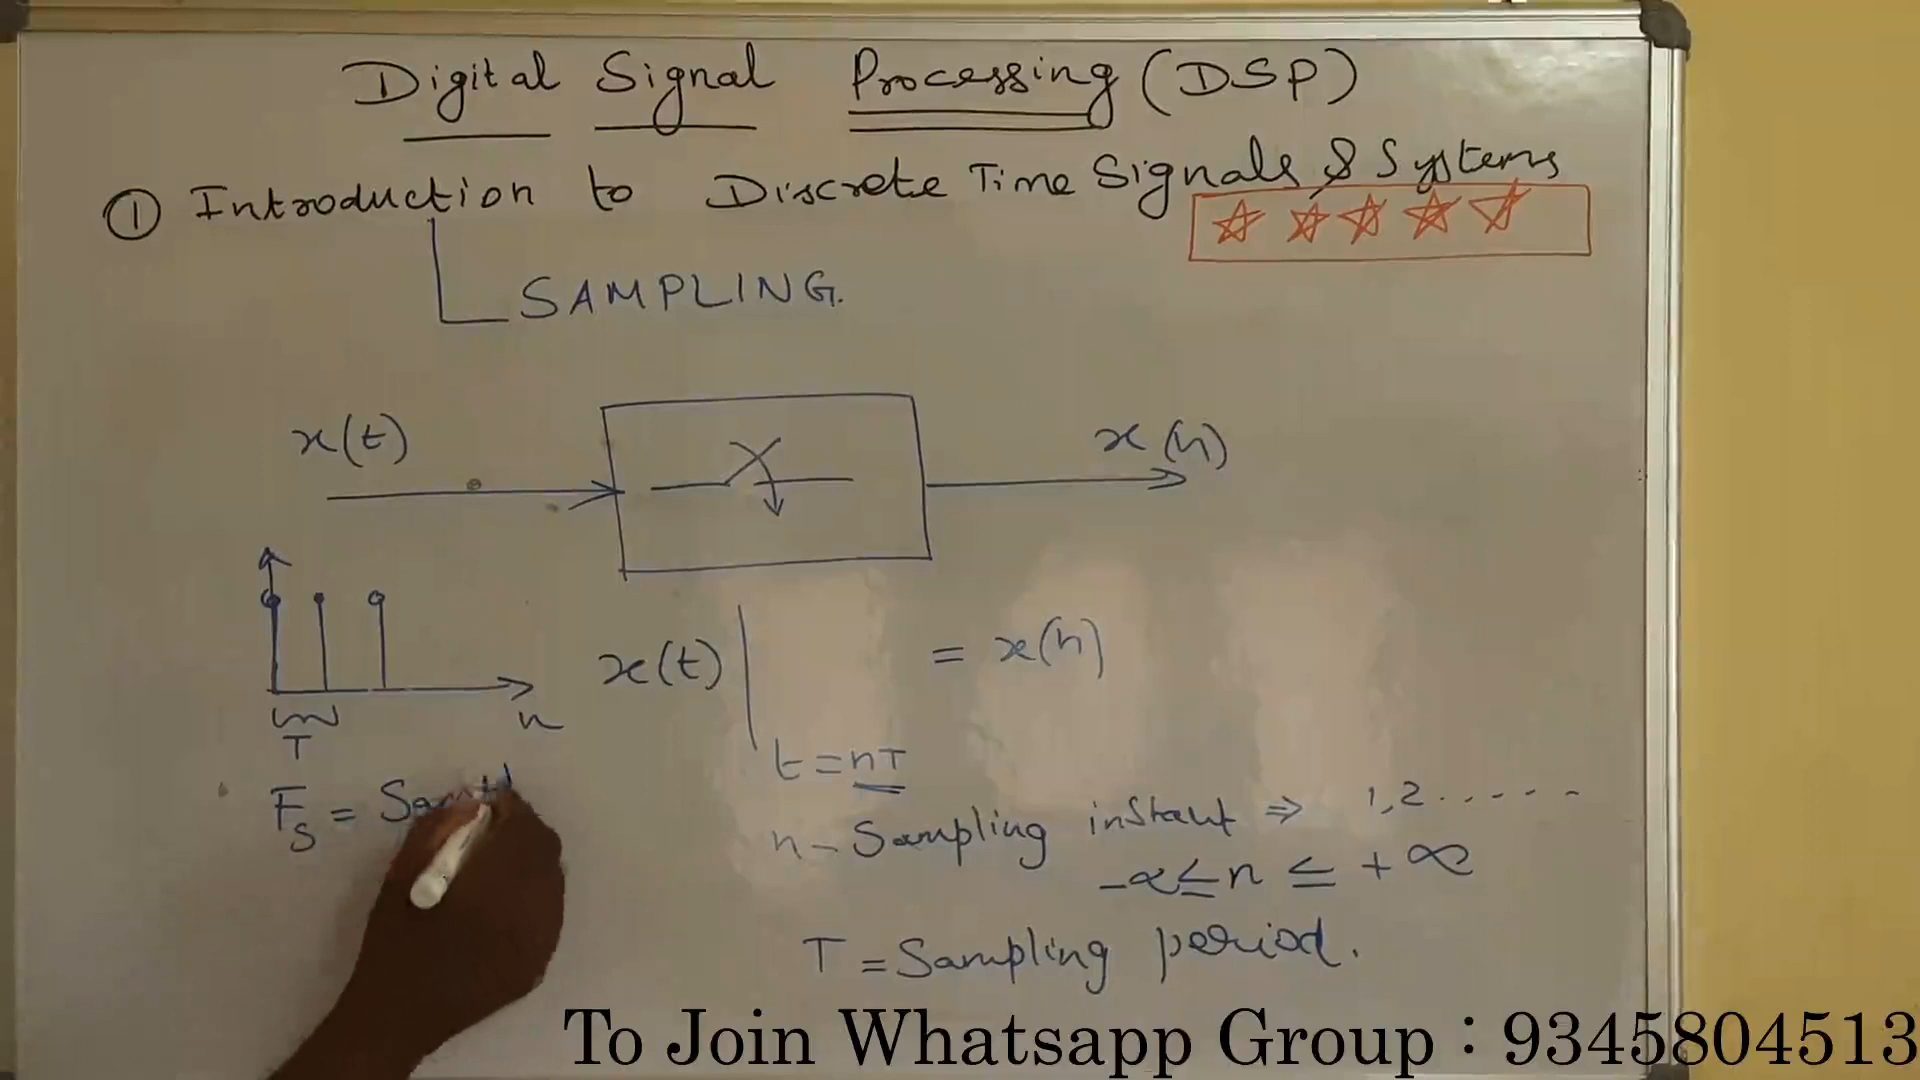 Digital Signal Processing (DSP)
① Introduction to Discrete Time Signals & Systems
SAMPLING.
x(t)
x(n)
x(t) = x(n)
t = nT
n
T
F_S =
n - Sampling instant ⇒ 1, 2 . . . . . .
-∝ ≤ n ≤ + ∞
T = Sampling period.
To Join Whatsapp Group : 9345804513